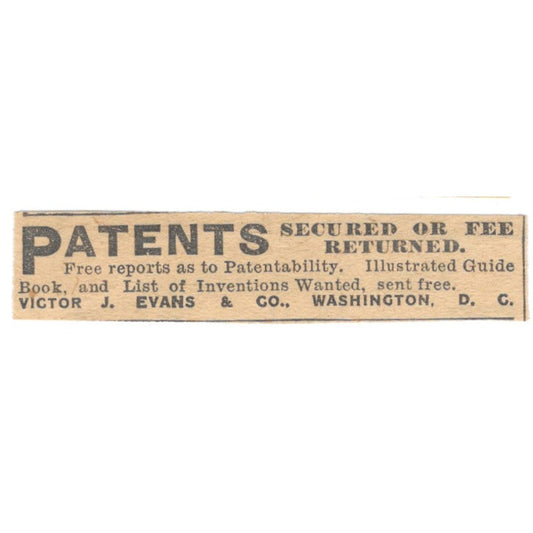 PATENTS SECURED OR FEE
RETURNED.
Free reports as to Patentability. Illustrated Guide
Book, and List of Inventions Wanted, sent free.
VICTOR J. EVANS & CO., WASHINGTON, D. C.